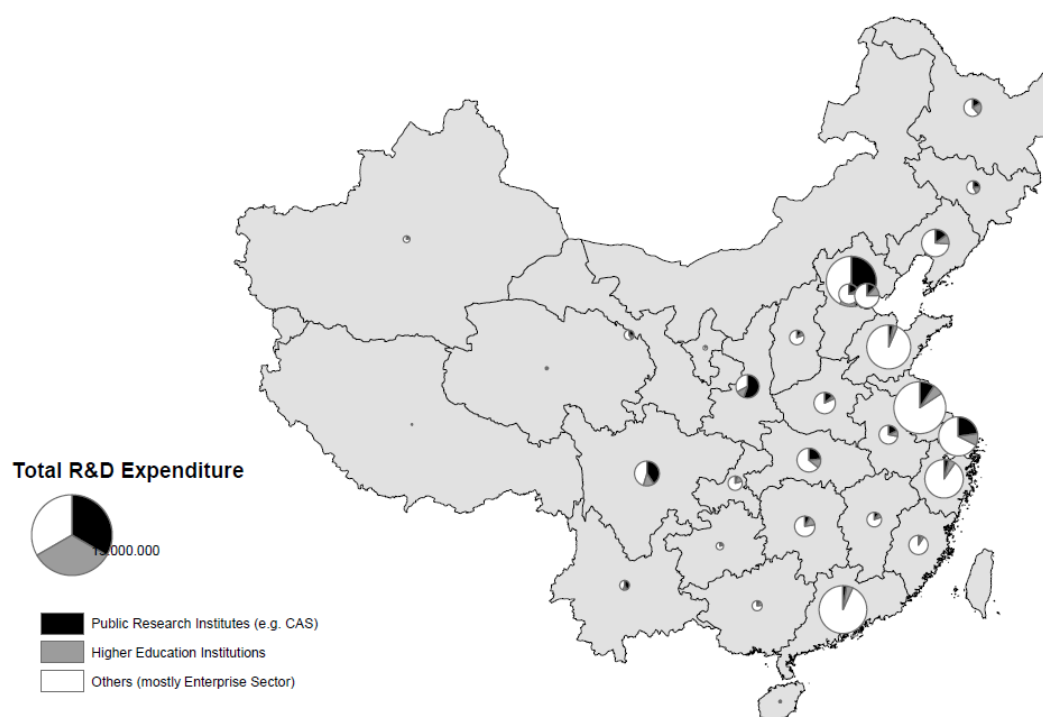 Total R&D Expenditure
Public Research Institutes (e.g. CAS)
Higher Education Institutions
Others (mostly Enterprise Sector)